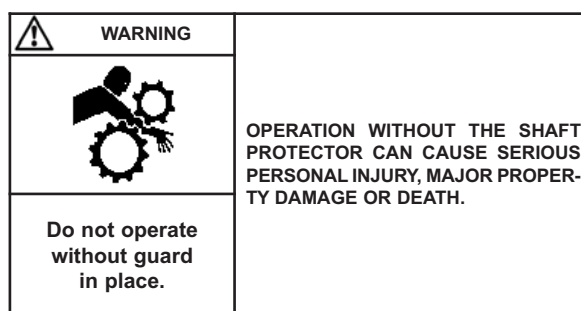 WARNING
Do not operate
without guard
in place.
OPERATION WITHOUT THE SHAFT
PROTECTOR CAN CAUSE SERIOUS
PERSONAL INJURY, MAJOR PROPER-
TY DAMAGE OR DEATH.